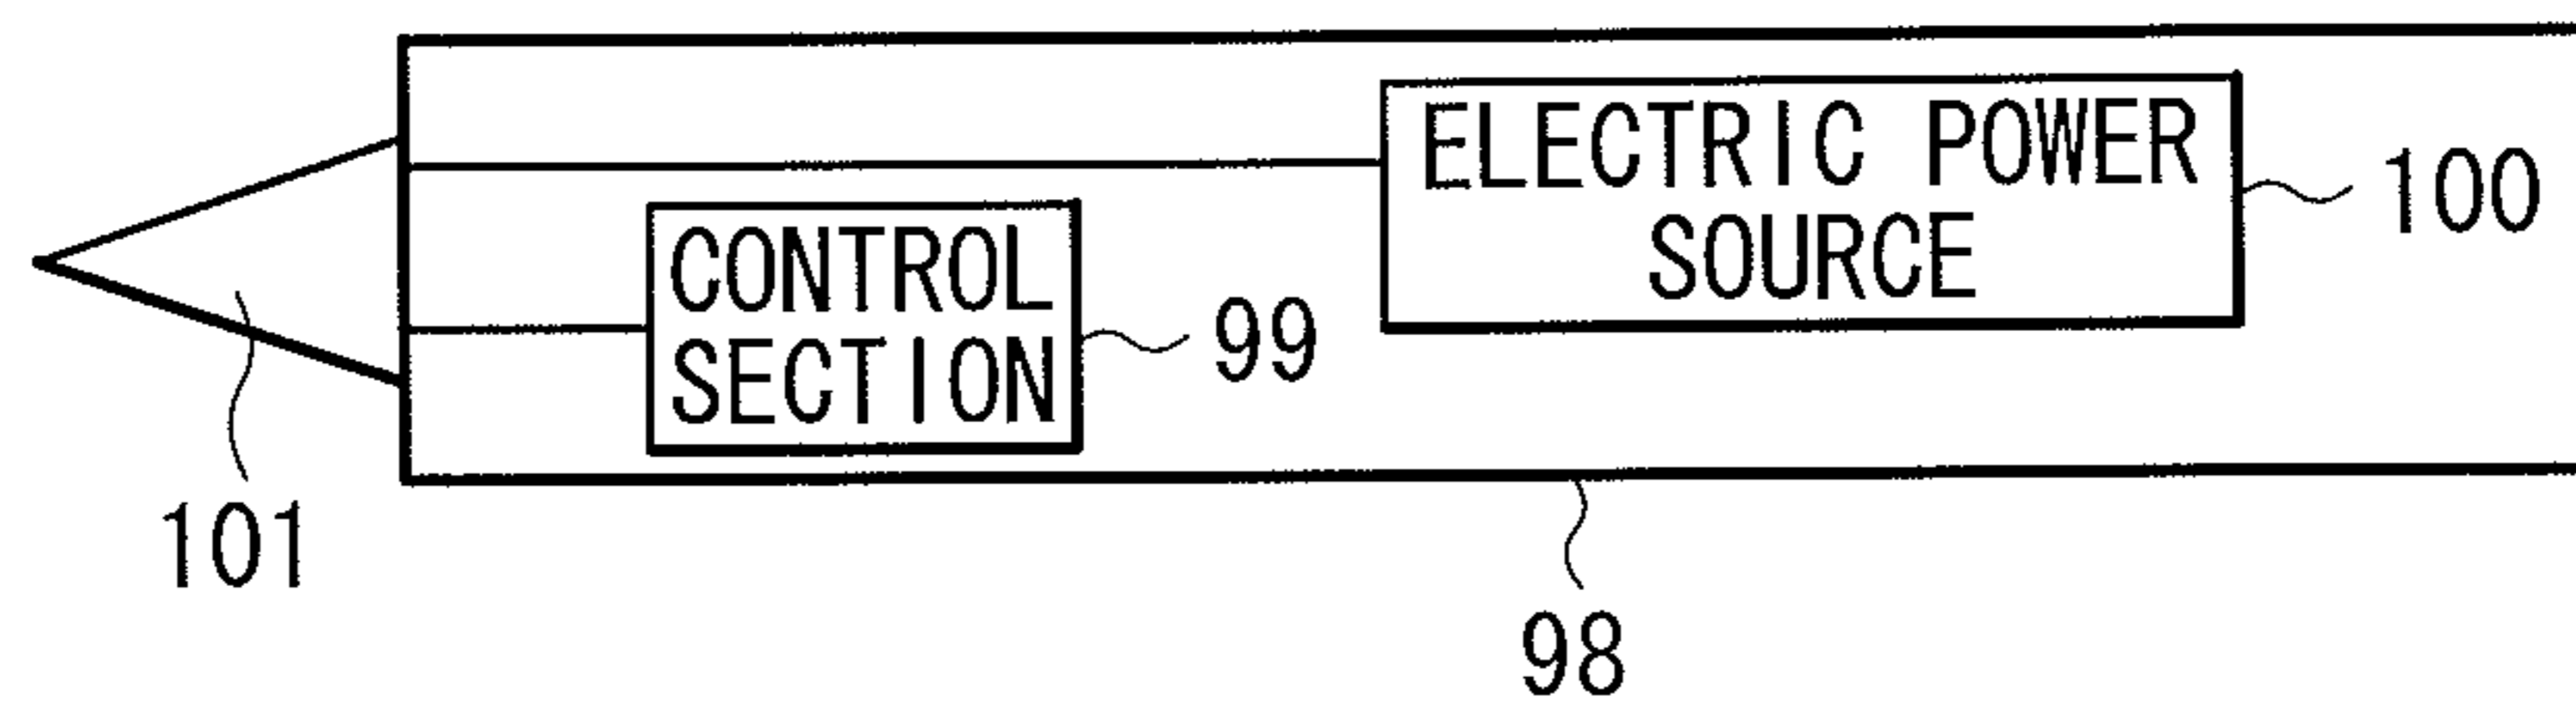 ELECTRIC POWER
SOURCE
100
CONTROL
SECTION
99
101
98